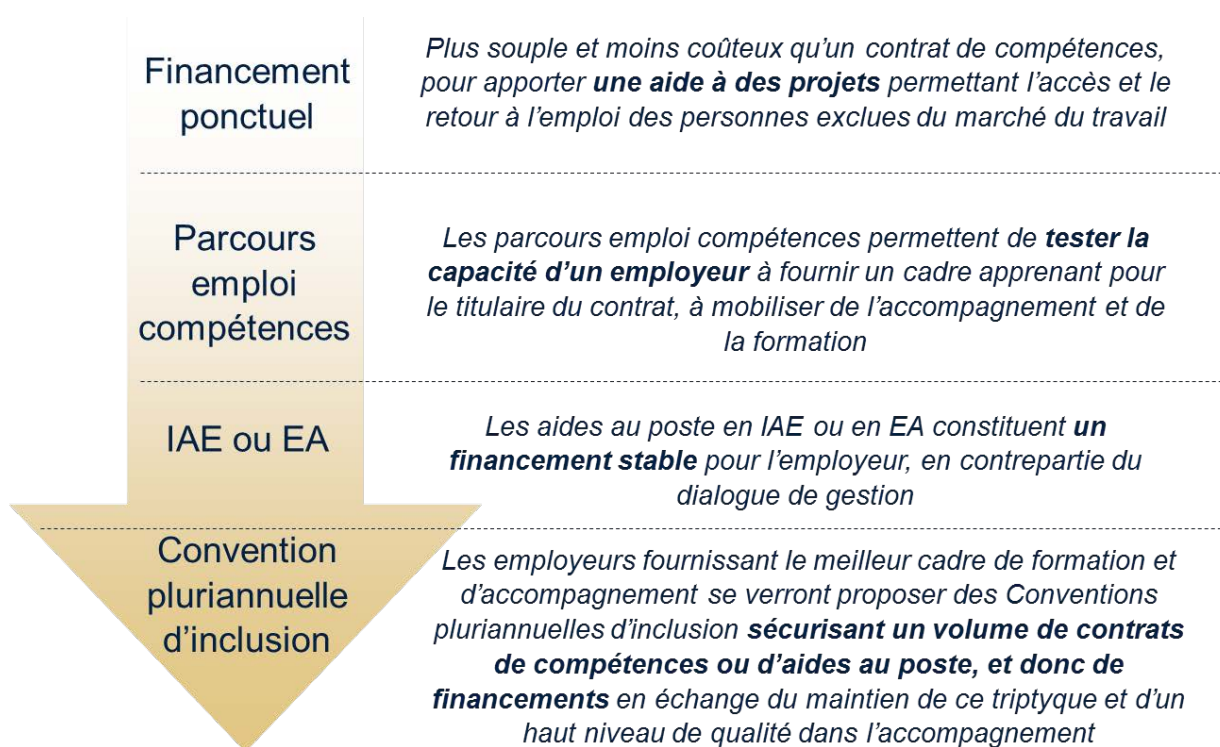 Financement
ponctuel
Plus souple et moins coûteux qu’un contrat de compétences,
pour apporter une aide à des projets permettant l’accès et le
retour à l’emploi des personnes exclues du marché du travail
Parcours
emploi
compétences
Les parcours emploi compétences permettent de tester la
capacité d’un employeur à fournir un cadre apprenant pour
le titulaire du contrat, à mobiliser de l’accompagnement et de
la formation
IAE ou EA
Les aides au poste en IAE ou en EA constituent un
financement stable pour l’employeur, en contrepartie du
dialogue de gestion
Convention
pluriannuelle
d’inclusion
Les employeurs fournissant le meilleur cadre de formation et
d’accompagnement se verront proposer des Conventions
pluriannuelles d’inclusion sécurisant un volume de contrats
de compétences ou d’aides au poste, et donc de
financements en échange du maintien de ce triptyque et d’un
haut niveau de qualité dans l’accompagnement